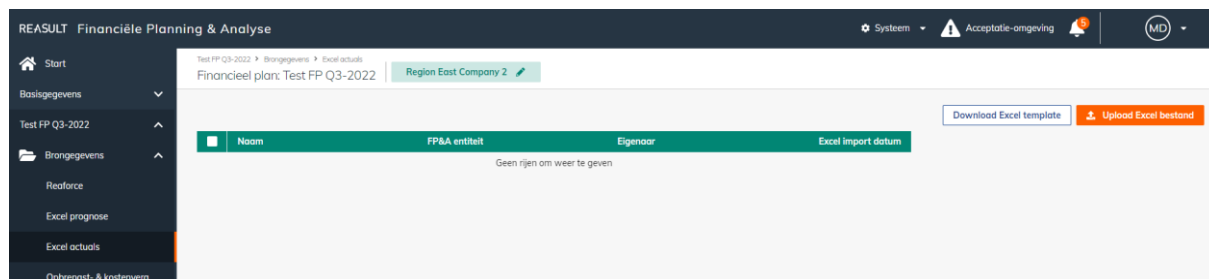 REASULT Financiële Planning & Analyse
Systeem
Acceptatie-omgeving
5
MD
Start
Basisgegevens
Test FP Q3-2022
Brongegevens
Reaforce
Excel prognose
Excel actuals
Opbrengst- & kostenverg
Test FP Q3-2022 > Brongegevens > Excel actuals
Financieel plan: Test FP Q3-2022
Region East Company 2
Download Excel template
Upload Excel bestand
Naam FP&A entiteit Eigenaar Excel import datum
Geen rijen om weer te geven